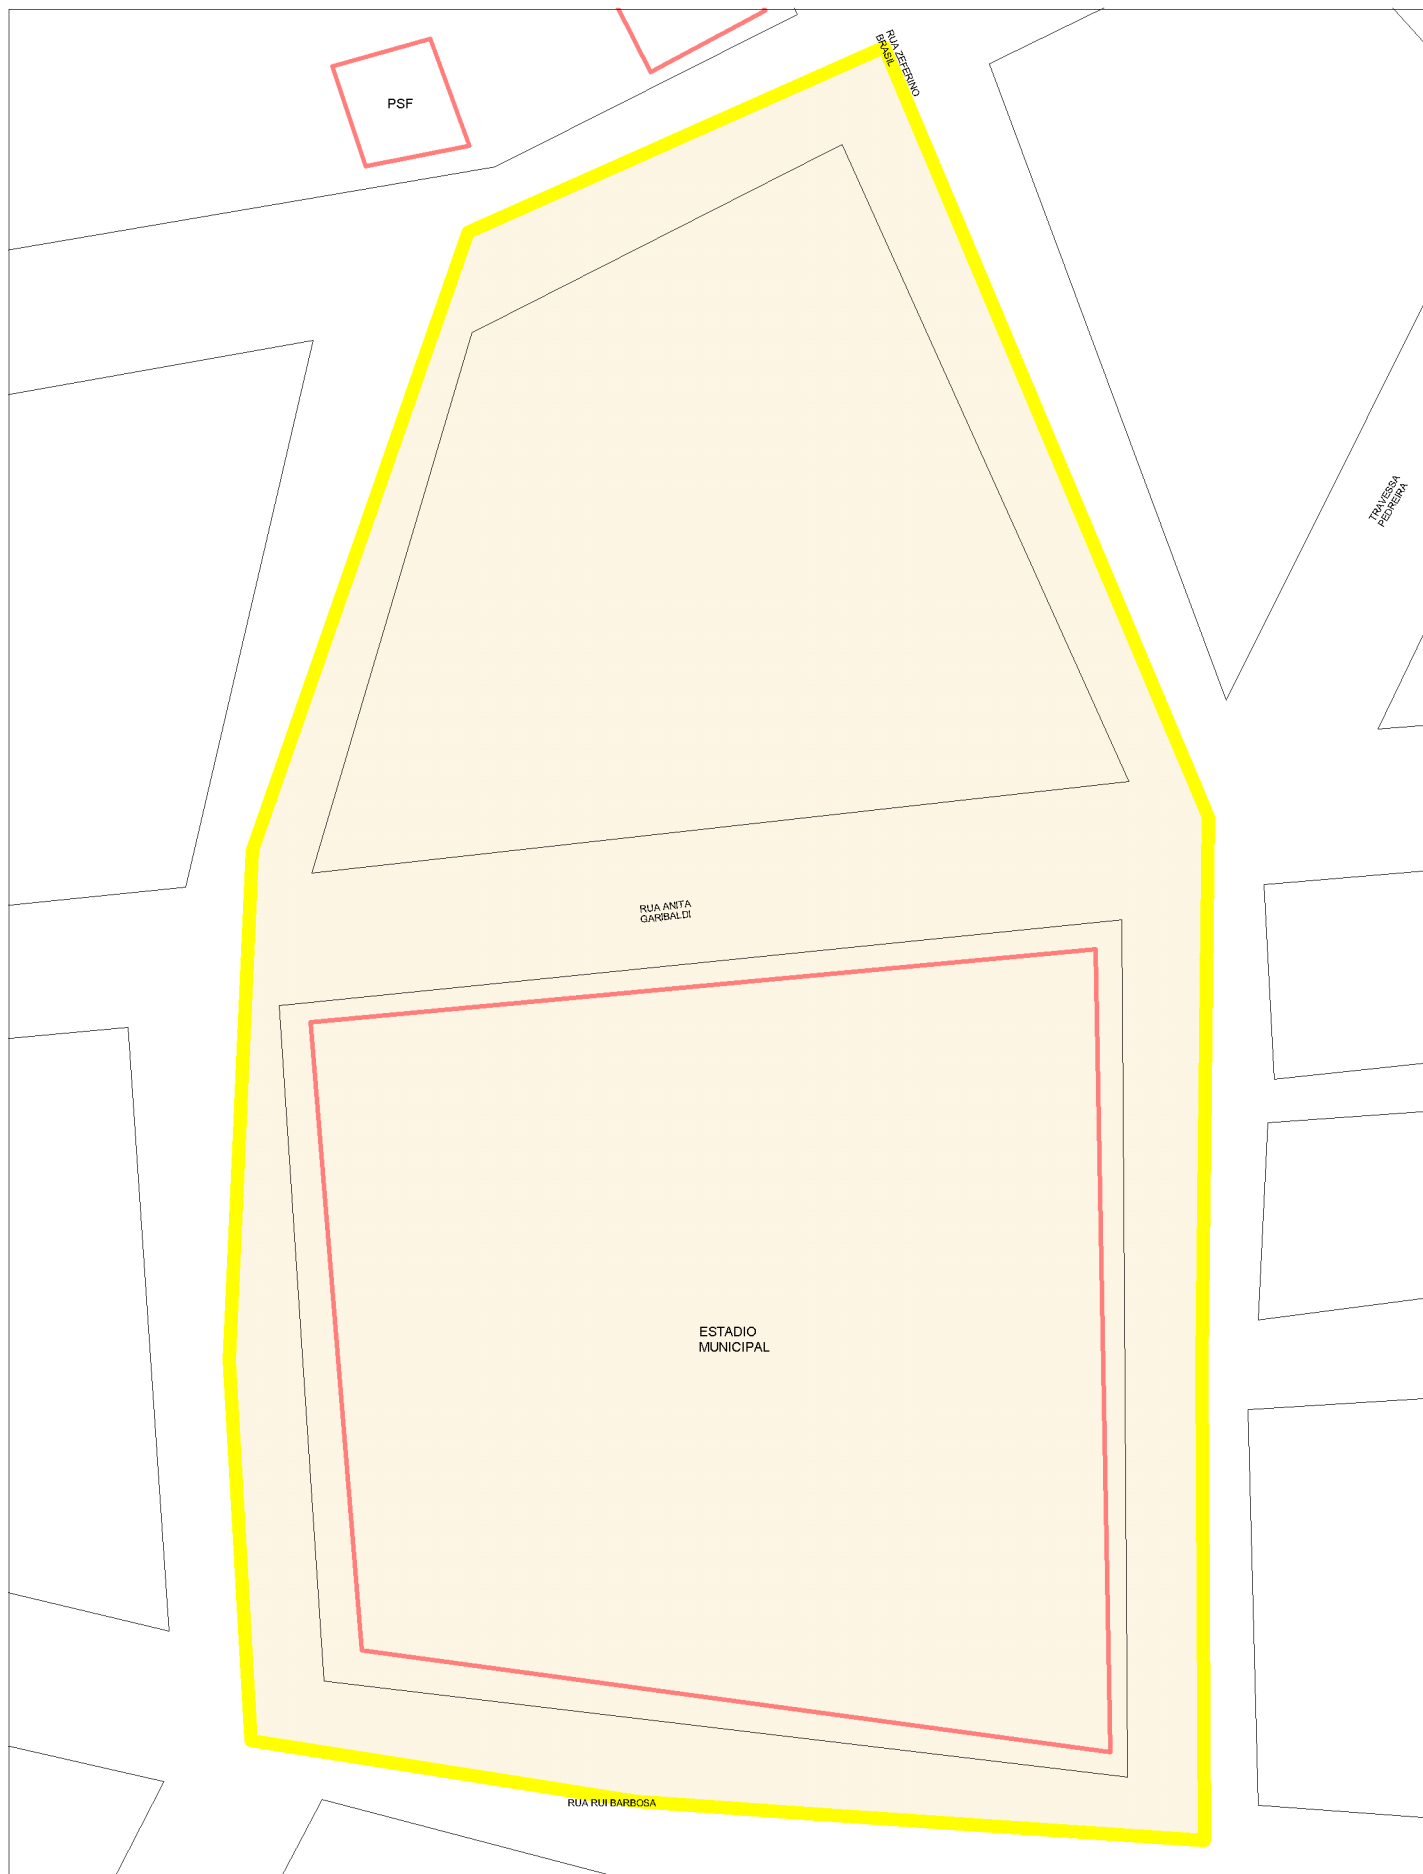 RUA ZEFERINO
BRASIL
PSF
TRAVESSA
PEDREIRA
RUA ANITA
GARIBALDI
ESTADIO
MUNICIPAL
RUA RUI BARBOSA